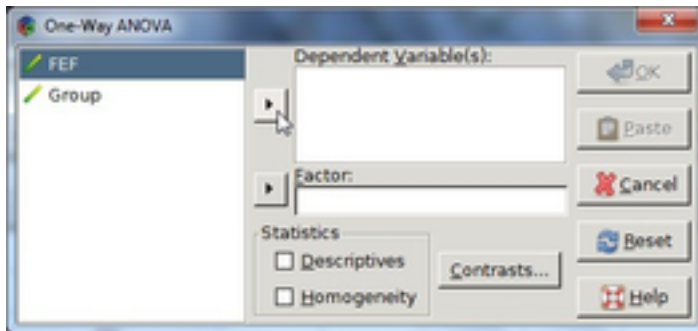 One-Way ANOVA
FEF
Group
Dependent Variable(s):
Factor:
Statistics
Descriptives
Homogeneity
Contrasts...
OK
Paste
Cancel
Reset
Help